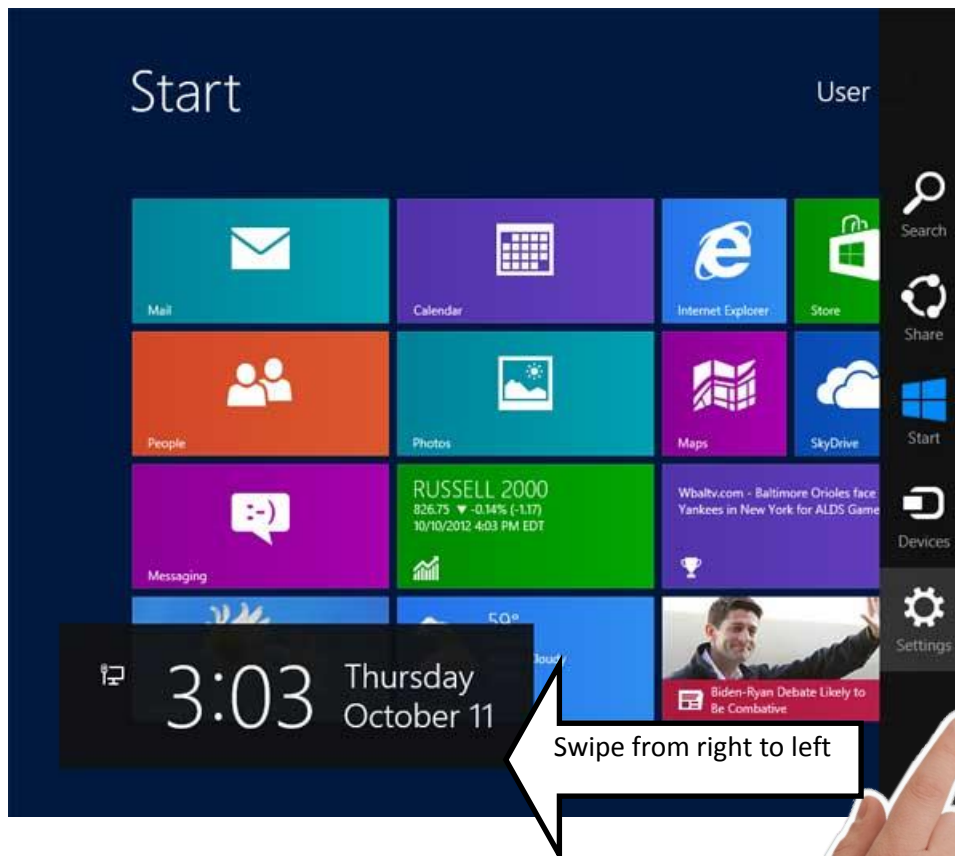 Start
User
Search
Share
Start
Devices
Settings
Mail
Calendar
Internet Explorer
Store
People
Photos
Maps
SkyDrive
Messaging
RUSSELL 2000
826.75 ▼ -0.14% (-1.17)
10/10/2012 4:03 PM EDT
Wbaltv.com - Baltimore Orioles face
Yankees in New York for ALDS Game
59°
Cloudy
Biden-Ryan Debate Likely to
Be Combative
3:03
Thursday
October 11
Swipe from right to left